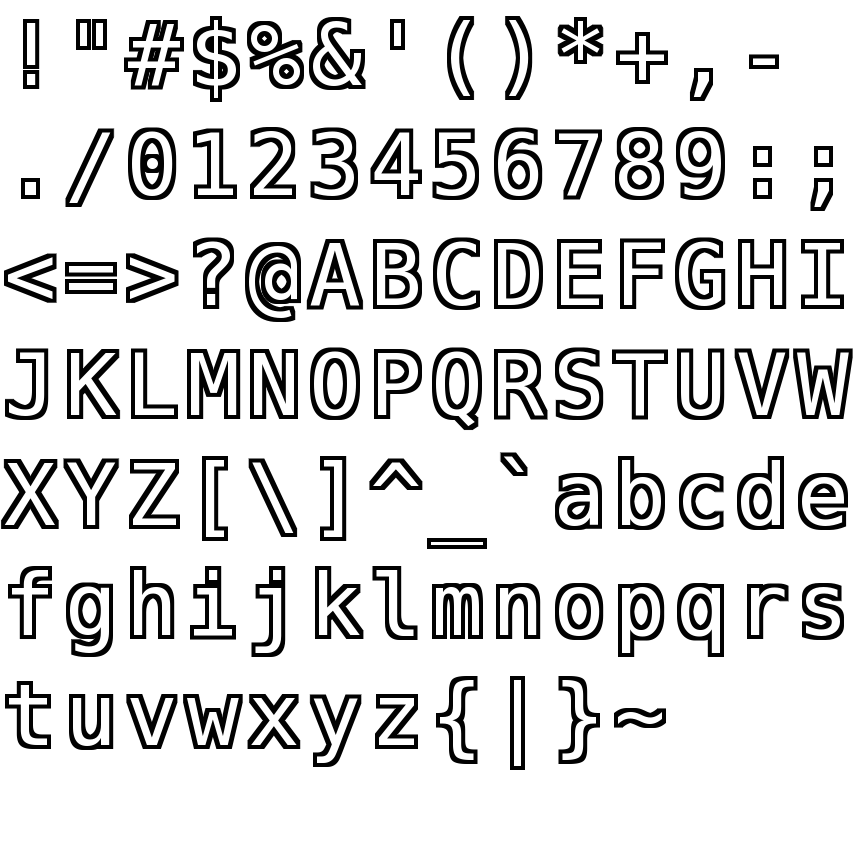 !"#$%&'()*+,-
./0123456789:;
<=>?@ABCDEFGHI
JKLMNOPQRSTUVW
XYZ[\]^_`abcde
fghijklmnopqrs
tuvwxyz{|}~